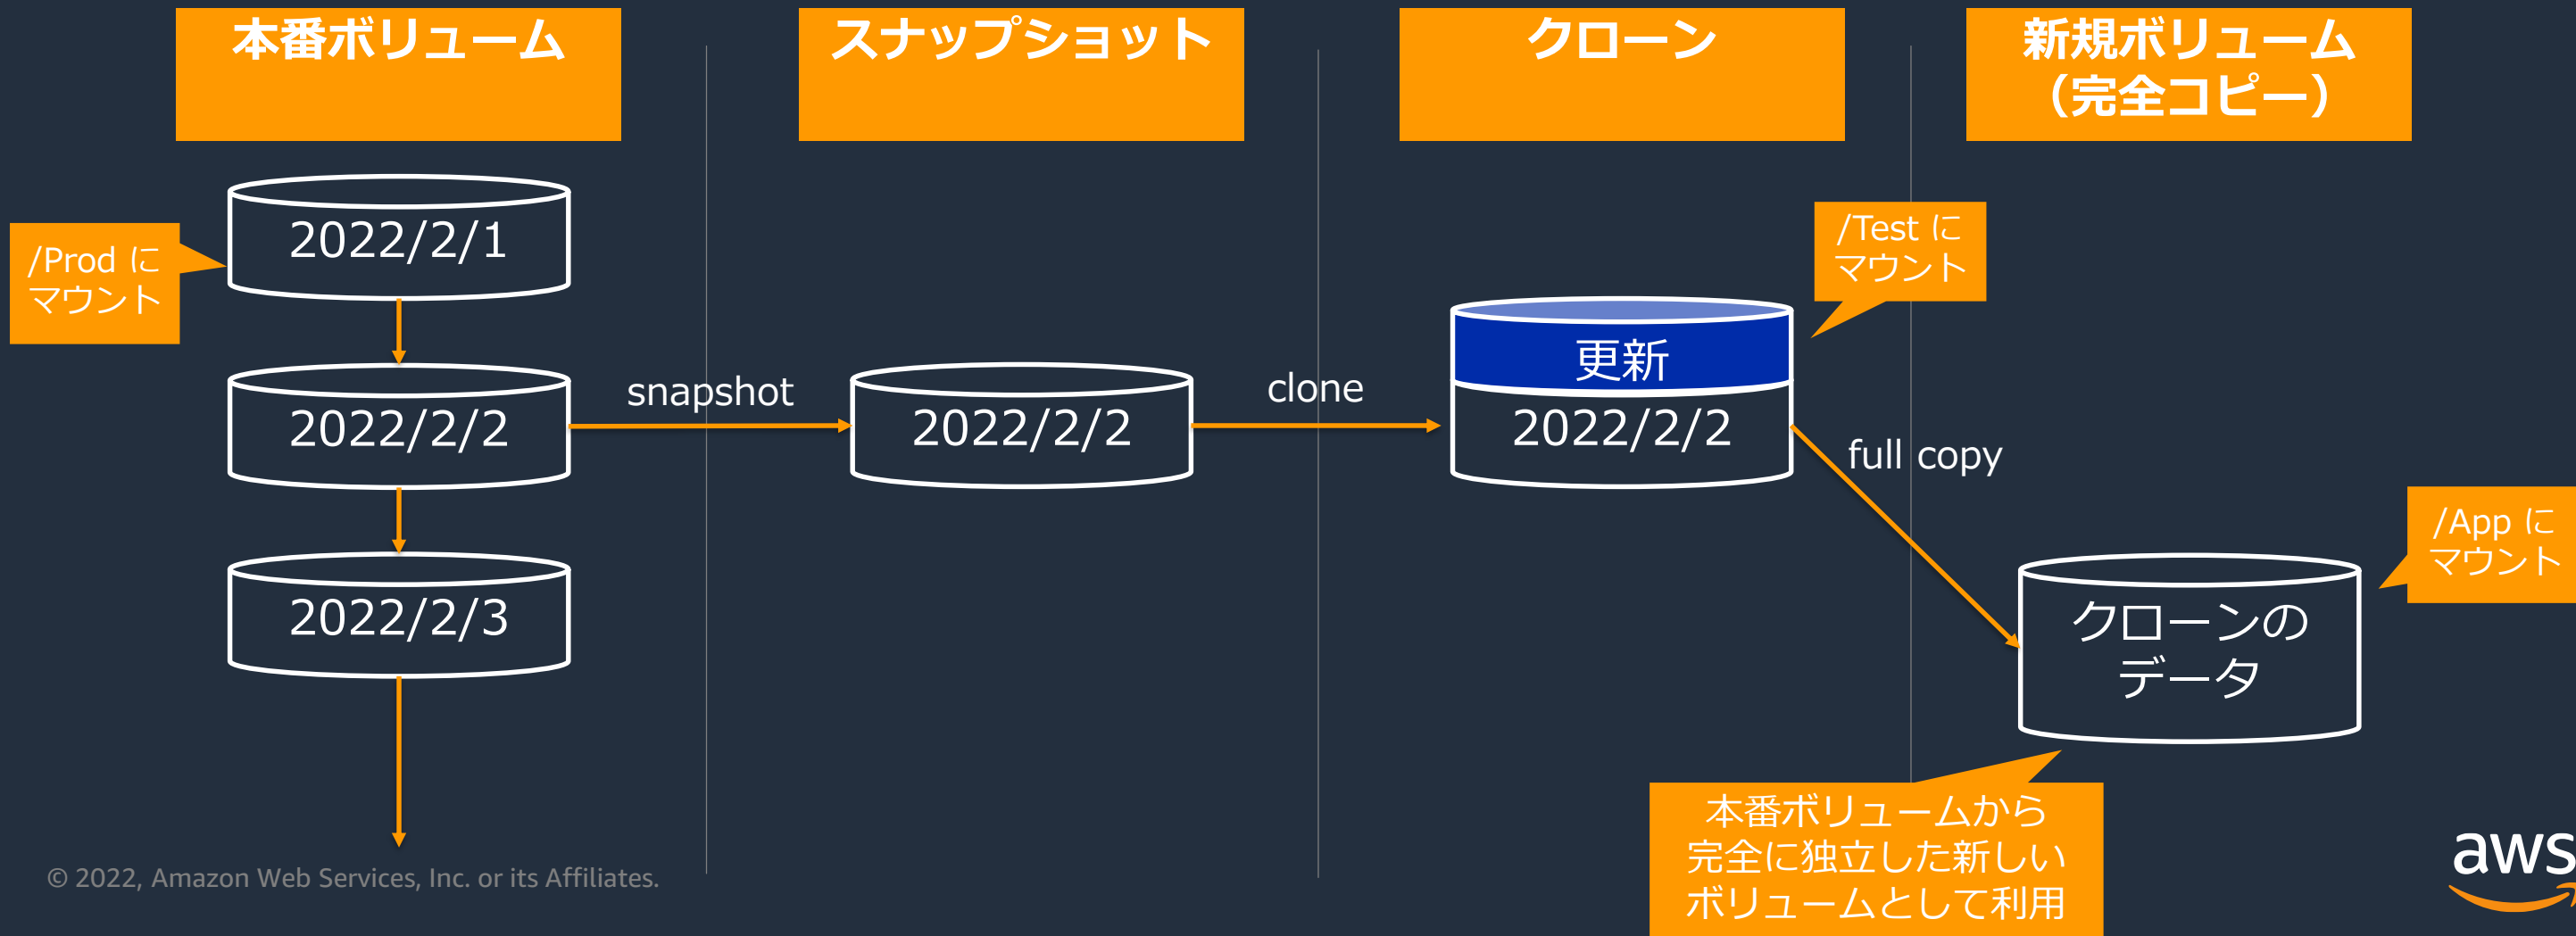 本番ボリューム
スナップショット
クローン
新規ボリューム
（完全コピー）
/Prod に
マウント
2022/2/1
2022/2/2
2022/2/3
snapshot
2022/2/2
clone
/Test に
マウント
更新
2022/2/2
full copy
/App に
マウント
クローンの
データ
本番ボリュームから
完全に独立した新しい
ボリュームとして利用
© 2022, Amazon Web Services, Inc. or its Affiliates.
aws